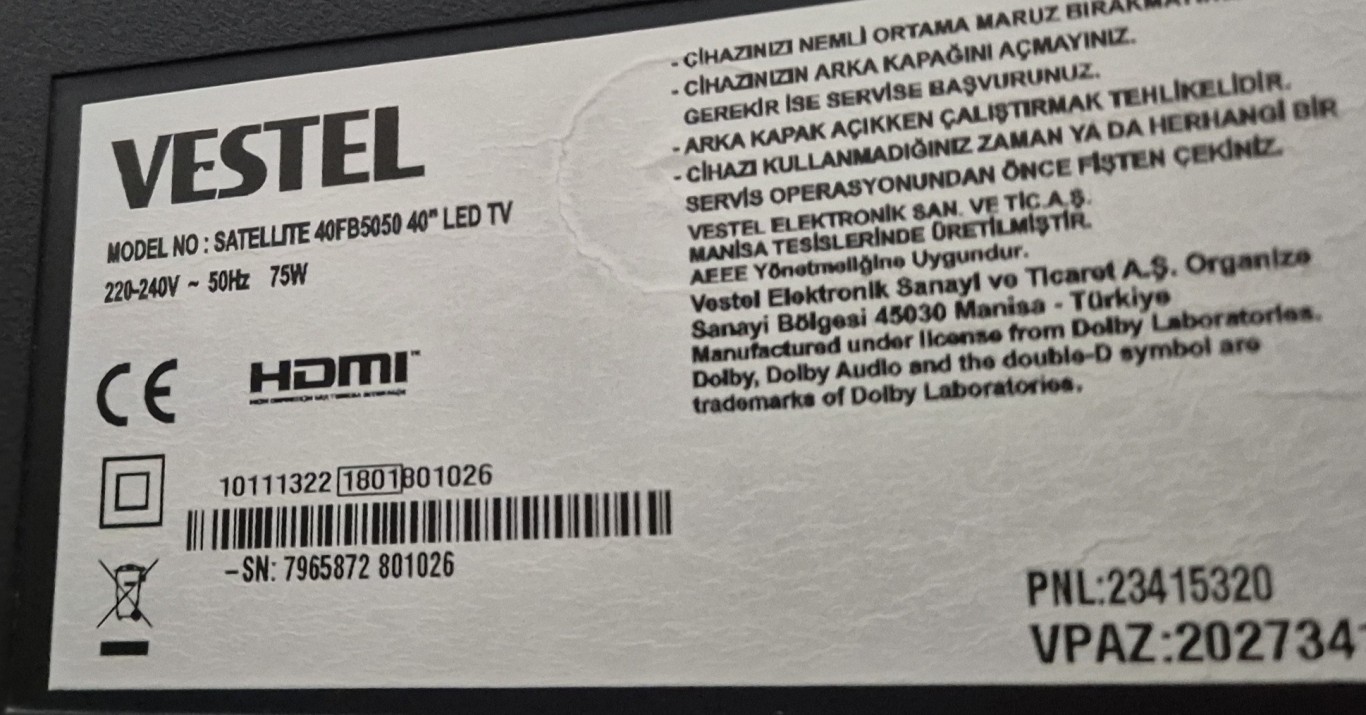 VESTEL
MODEL NO : SATELLITE 40FB5050 40" LED TV
220-240V ~ 50Hz 75W
CE
HDMI™
HIGH DEFINITION MULTIMEDIA INTERFACE
10111322 1801801026
-SN: 7965872 801026
- CİHAZINIZI NEMLİ ORTAMA MARUZ
- CİHAZINIZIN ARKA KAPAĞINI AÇMAYINIZ.
GEREKİR İSE SERVİSE BAŞVURUNUZ.
- ARKA KAPAK AÇIKKEN ÇALIŞTIRMAK TEHLİKELİDİR.
- CİHAZI KULLANMADIĞINIZ ZAMAN YA DA HERHANGİ BİR
SERVİS OPERASYONUNDAN ÖNCE FİŞTEN ÇEKİNİZ.
VESTEL ELEKTRONİK SAN. VE TİC.A.Ş.
MANİSA TESİSLERİNDE ÜRETİLMİŞTİR.
AEEE Yönetmeliğine Uygundur.
Vestel Elektronik Sanayi ve Ticaret A.Ş. Organize
Sanayi Bölgesi 45030 Manisa - Türkiye
Manufactured under license from Dolby Laboratories.
Dolby, Dolby Audio and the double-D symbol are
trademarks of Dolby Laboratories.
PNL:23415320
VPAZ:202734